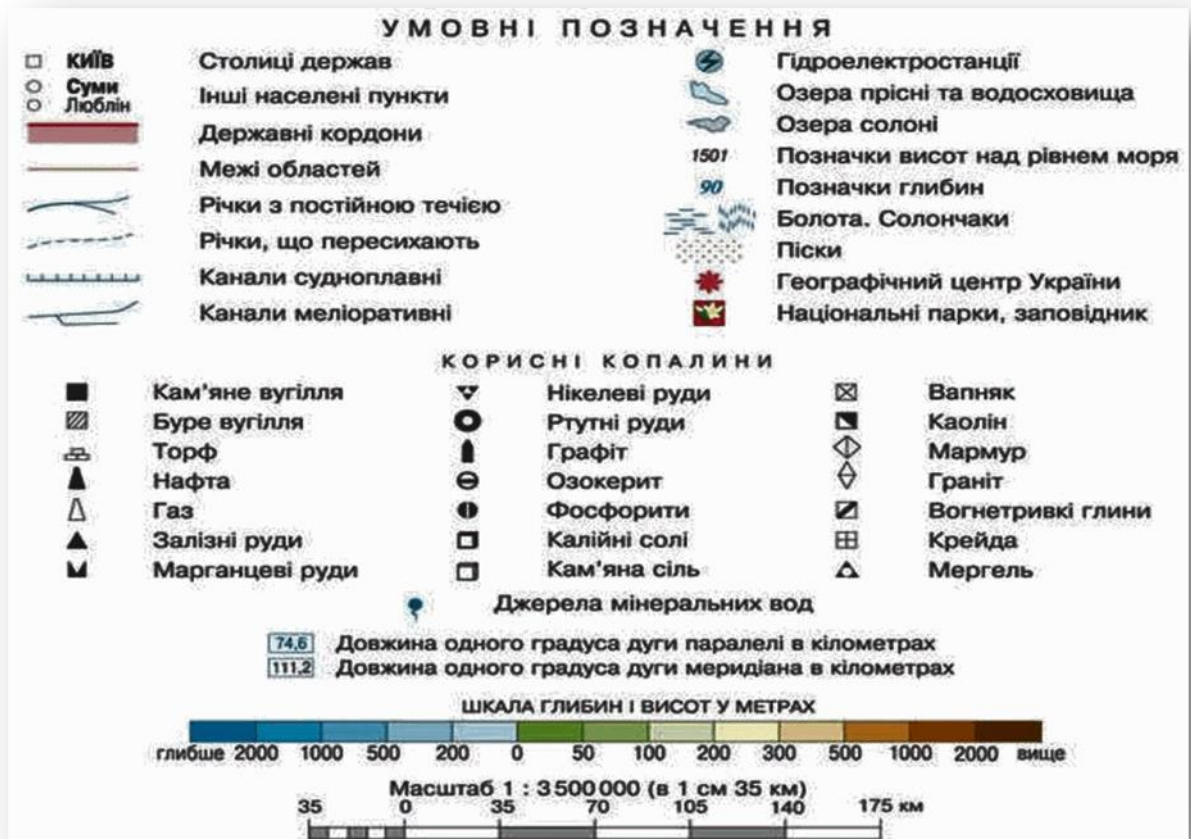 УМОВНІ ПОЗНАЧЕННЯ
КИЇВ Столиці держав
Суми
Люблін
Інші населені пункти
Державні кордони
Межі областей
Річки з постійною течією
Річки, що пересихають
Канали судноплавні
Канали меліоративні
Гідроелектростанції
Озера прісні та водосховища
Озера солоні
1501 Позначки висот над рівнем моря
90 Позначки глибин
Болота. Солончаки
Піски
Географічний центр України
Національні парки, заповідник
КОРИСНІ КОПАЛИНИ
Кам'яне вугілля
Буре вугілля
Торф
Нафта
Газ
Залізні руди
Марганцеві руди
Нікелеві руди
Ртутні руди
Графіт
Озокерит
Фосфорити
Калійні солі
Кам'яна сіль
Вапняк
Каолін
Мармур
Граніт
Вогнетривкі глини
Крейда
Мергель
Джерела мінеральних вод
74,6 Довжина одного градуса дуги паралелі в кілометрах
111,2 Довжина одного градуса дуги меридіана в кілометрах
ШКАЛА ГЛИБИН І ВИСОТ У МЕТРАХ
глибше 2000 1000 500 200 0 50 100 200 300 500 1000 2000 вище
Масштаб 1 : 3 500 000 (в 1 см 35 км)
35 0 35 70 105 140 175 км